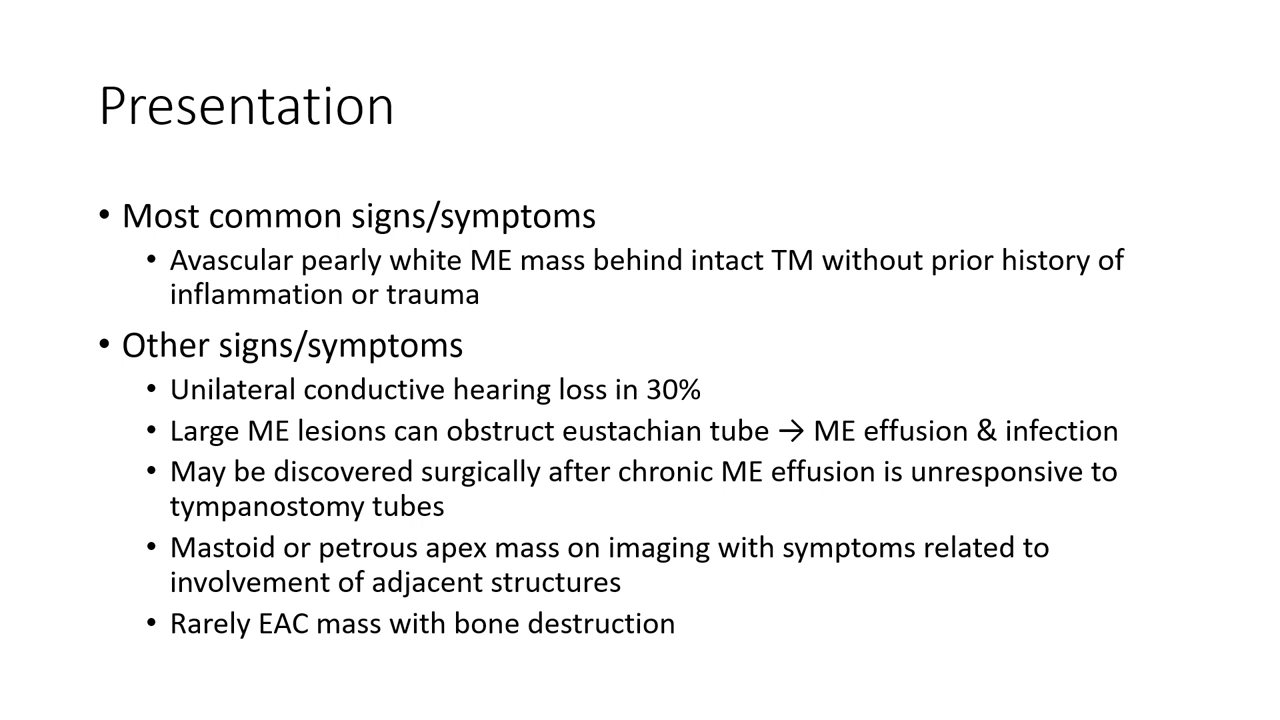 Presentation
• Most common signs/symptoms
• Avascular pearly white ME mass behind intact TM without prior history of
inflammation or trauma
• Other signs/symptoms
• Unilateral conductive hearing loss in 30%
• Large ME lesions can obstruct eustachian tube → ME effusion & infection
• May be discovered surgically after chronic ME effusion is unresponsive to
tympanostomy tubes
• Mastoid or petrous apex mass on imaging with symptoms related to
involvement of adjacent structures
• Rarely EAC mass with bone destruction